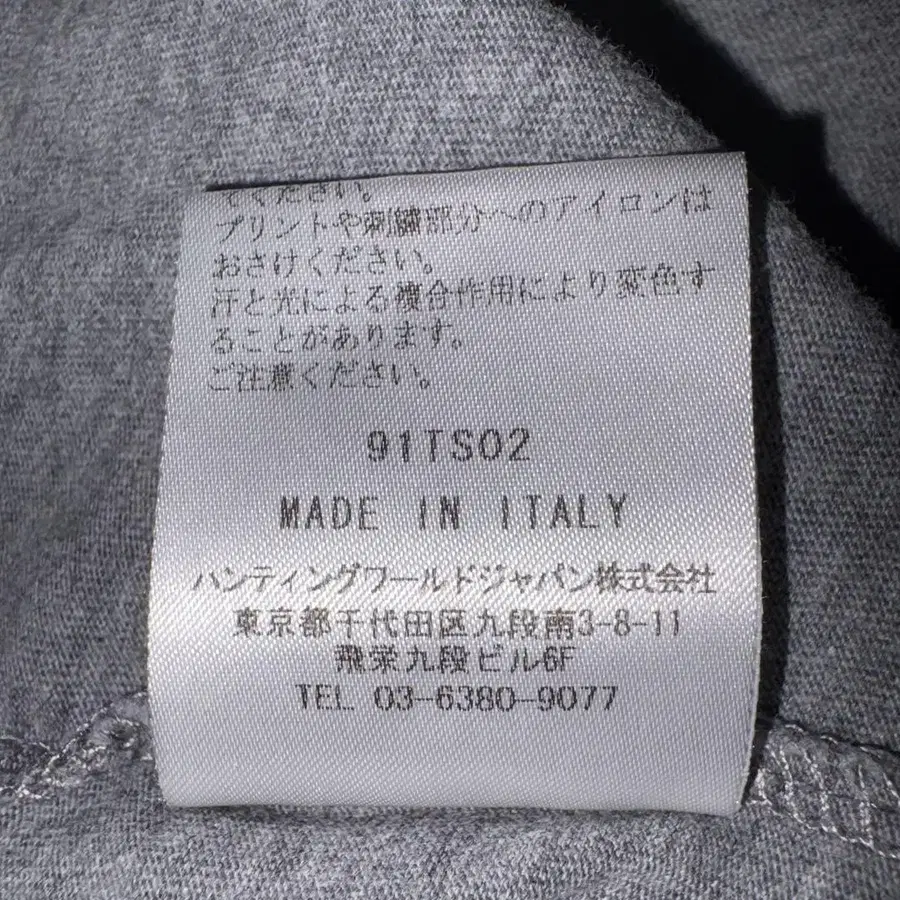 てください。
プリントや刺繍部分へのアイロンは
おさけください。
汗と光による複合作用により変色す
ることがあります。
ご注意ください。
91TS02
MADE IN ITALY
ハンティングワールドジャパン株式会社
東京都千代田区九段南3-8-11
飛栄九段ビル6F
TEL 03-6380-9077